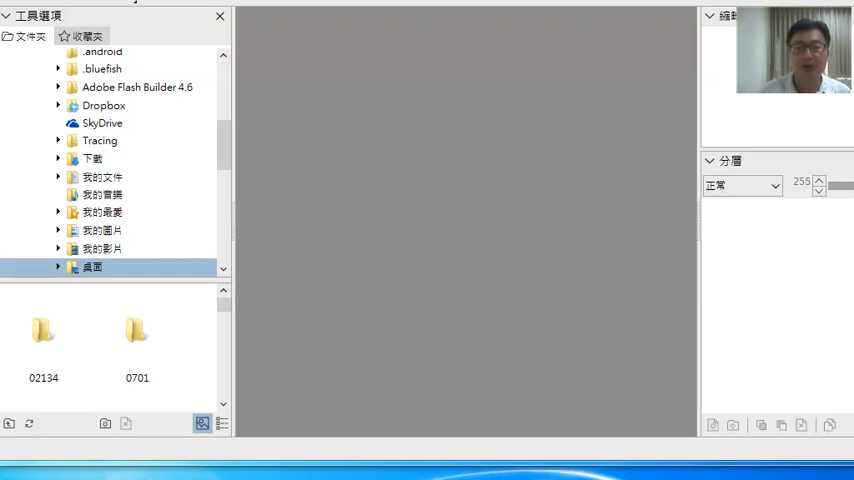 工具選項
文件夾
收藏夾
.android
.bluefish
Adobe Flash Builder 4.6
Dropbox
SkyDrive
Tracing
下載
我的文件
我的音樂
我的最愛
我的圖片
我的影片
桌面
02134
0701
分層
正常
255